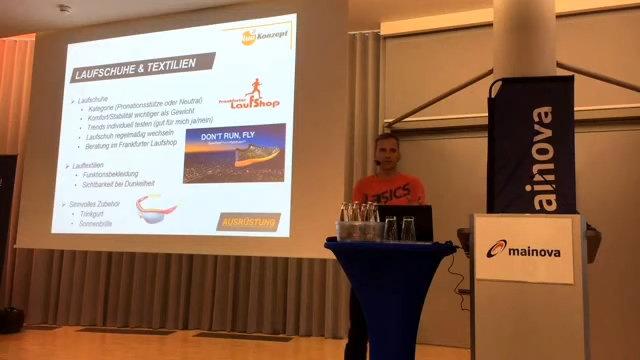 Konzept
LAUFSCHUHE & TEXTILIEN
Laufschuhe
Kategorie (Pronationsstütze oder Neutral)
Komfort/Stabilität wichtiger als Gewicht
Trends individuell testen (gut für mich ja/nein)
Laufschuh regelmäßig wechseln
Beratung im Frankfurter Laufshop
Frankfurter
LaufShop
DON'T RUN, FLY
Lauftextilien
Funktionsbekleidung
Sichtbarkeit bei Dunkelheit
Sinnvolles Zubehör
Trinkgurt
Sonnenbrille
AUSRÜSTUNG
ASICS
mainova
mainova